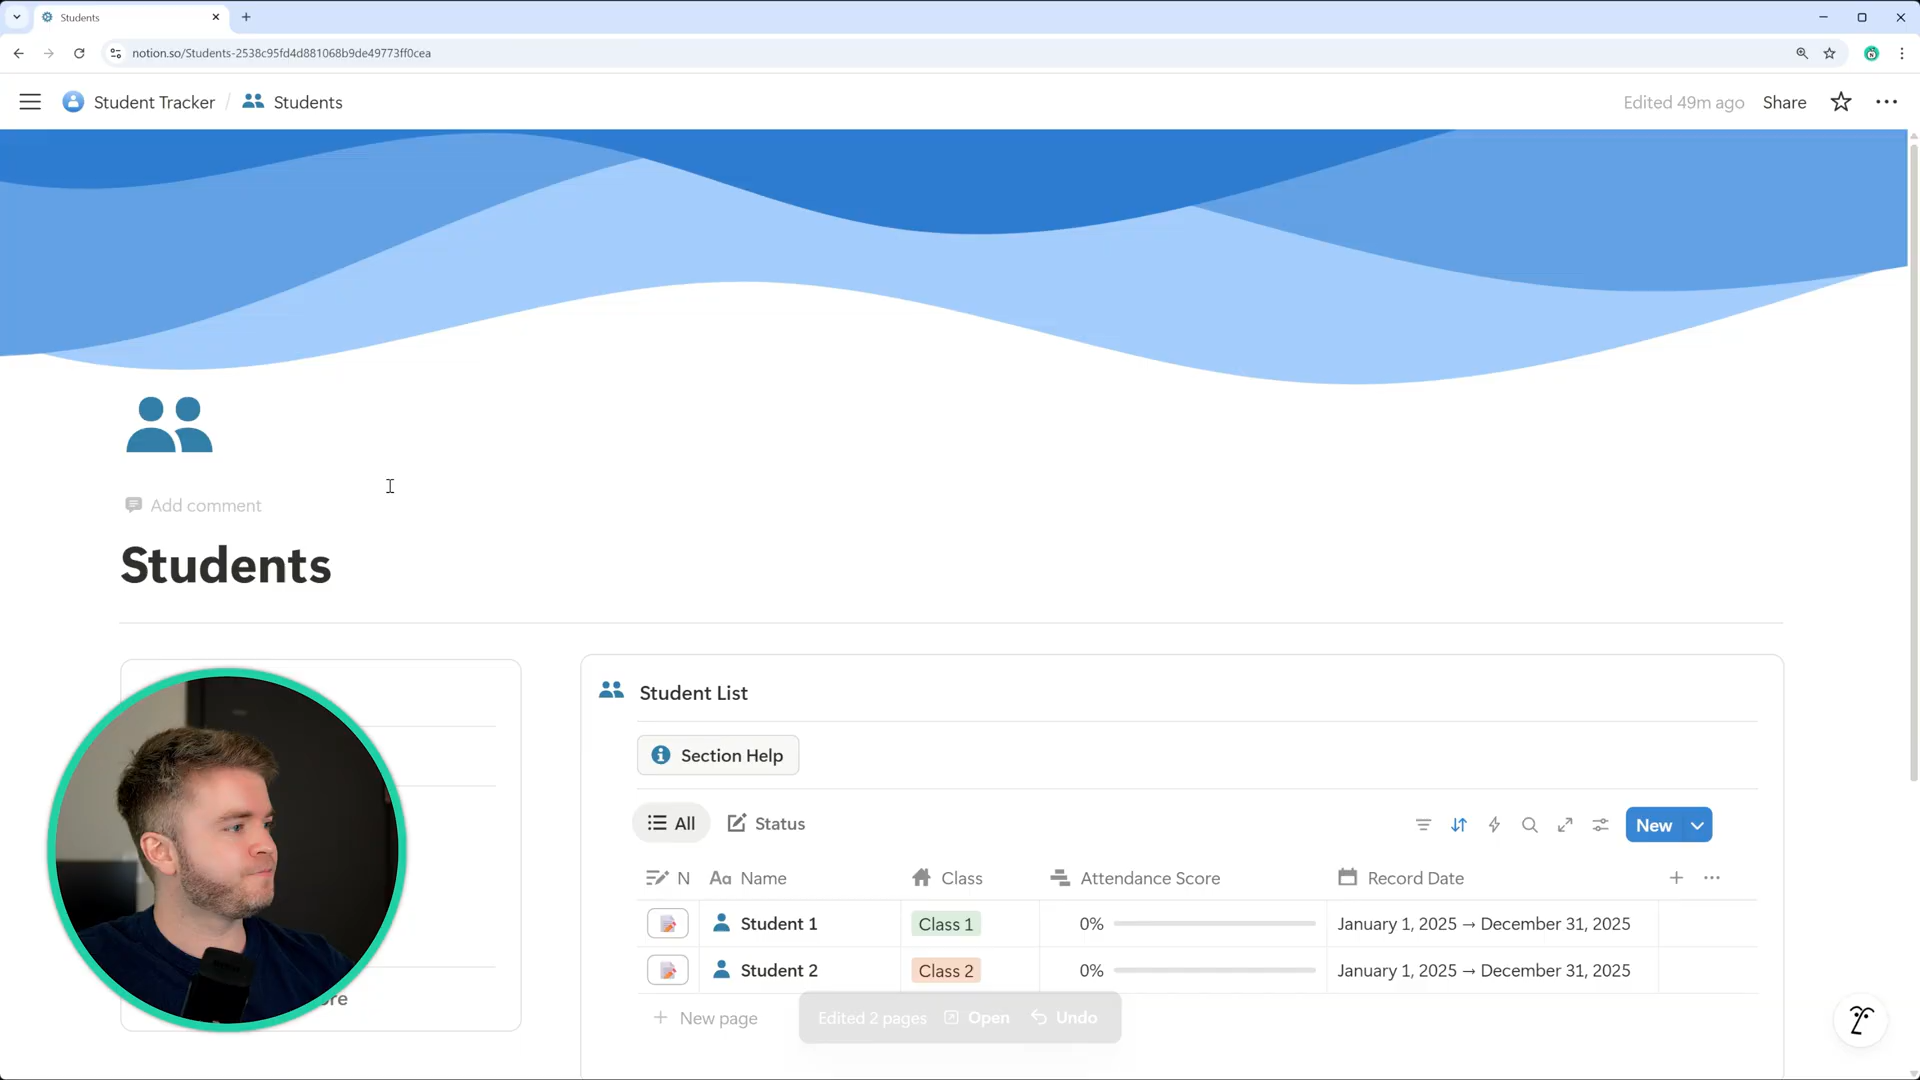 Students
notion.so/Students-2538c95fd4d881068b9de49773ff0cea
Student Tracker / Students
Edited 49m ago Share
Add comment
Students
Student List
Section Help
All Status
New
N Aa Name Class Attendance Score Record Date
Student 1 Class 1 0% January 1, 2025 → December 31, 2025
Student 2 Class 2 0% January 1, 2025 → December 31, 2025
New page
Edited 2 pages Open Undo